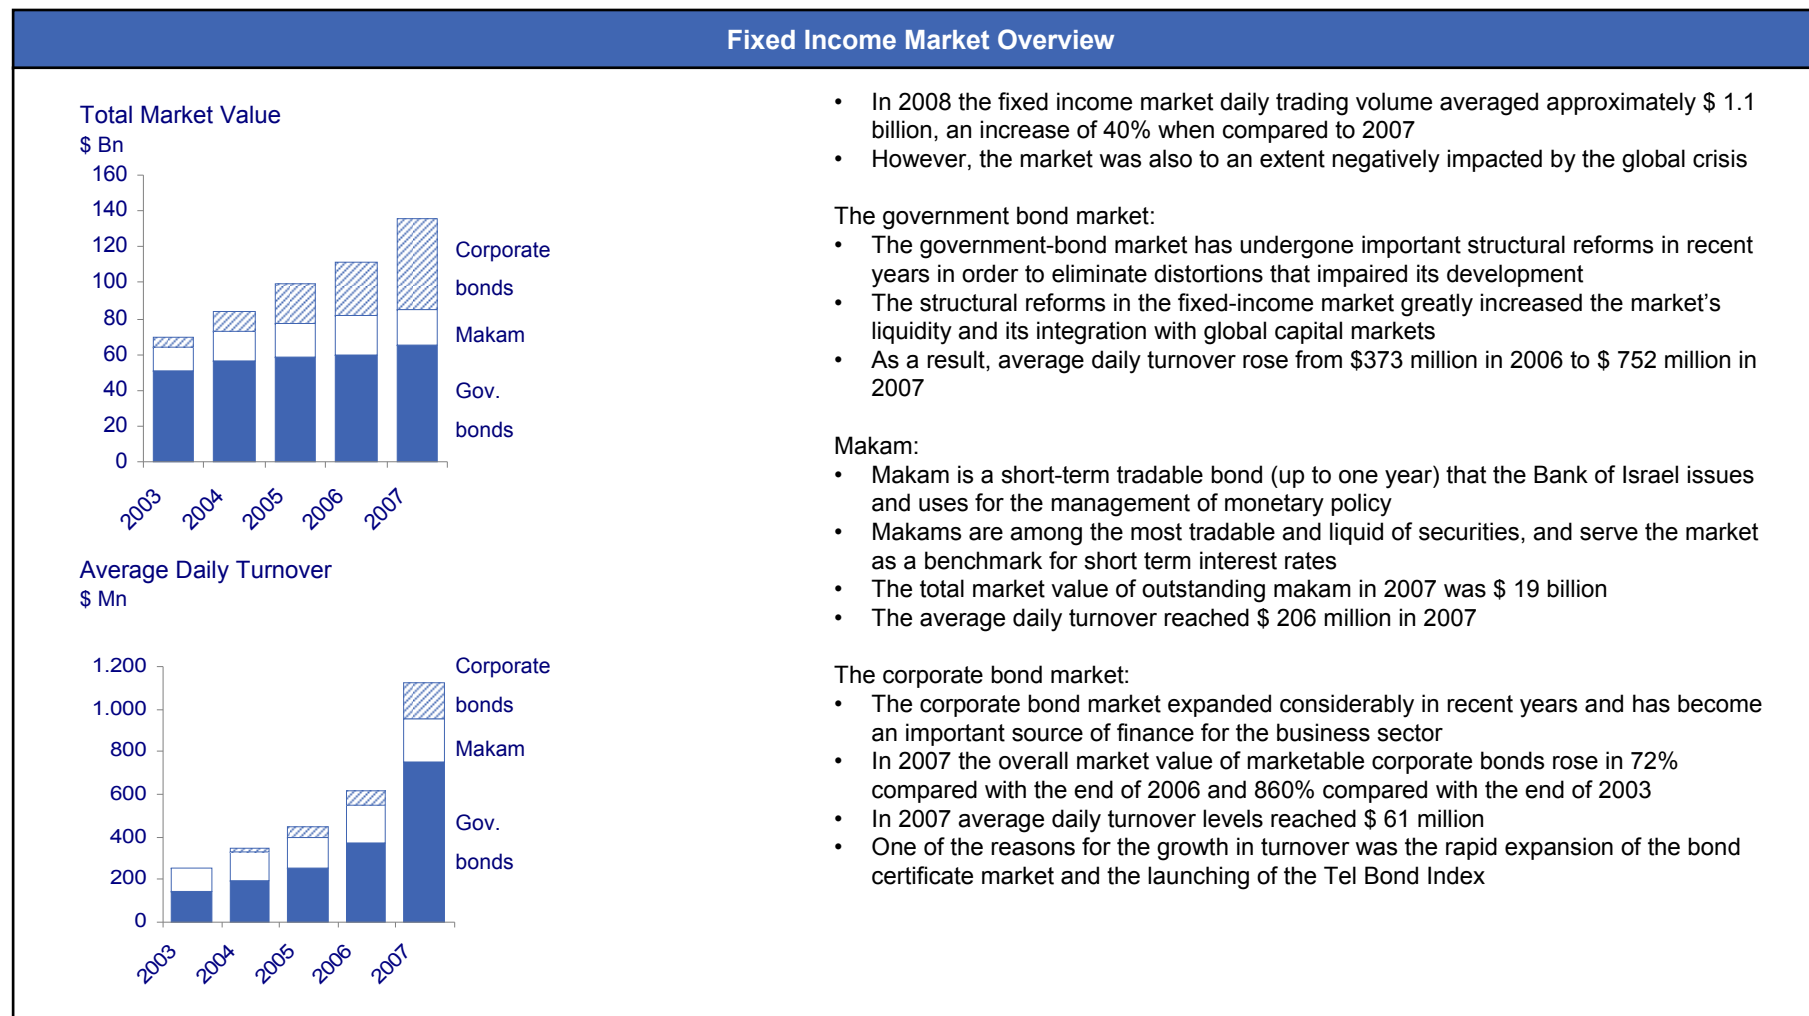 Fixed Income Market Overview
Total Market Value
$ Bn
160
140
120
100
80
60
40
20
0
2003
2004
2005
2006
2007
Corporate
bonds
Makam
Gov.
bonds
Average Daily Turnover
$ Mn
1.200
1.000
800
600
400
200
0
2003
2004
2005
2006
2007
Corporate
bonds
Makam
Gov.
bonds
• In 2008 the fixed income market daily trading volume averaged approximately $ 1.1
billion, an increase of 40% when compared to 2007
• However, the market was also to an extent negatively impacted by the global crisis
The government bond market:
• The government-bond market has undergone important structural reforms in recent
years in order to eliminate distortions that impaired its development
• The structural reforms in the fixed-income market greatly increased the market’s
liquidity and its integration with global capital markets
• As a result, average daily turnover rose from $373 million in 2006 to $ 752 million in
2007
Makam:
• Makam is a short-term tradable bond (up to one year) that the Bank of Israel issues
and uses for the management of monetary policy
• Makams are among the most tradable and liquid of securities, and serve the market
as a benchmark for short term interest rates
• The total market value of outstanding makam in 2007 was $ 19 billion
• The average daily turnover reached $ 206 million in 2007
The corporate bond market:
• The corporate bond market expanded considerably in recent years and has become
an important source of finance for the business sector
• In 2007 the overall market value of marketable corporate bonds rose in 72%
compared with the end of 2006 and 860% compared with the end of 2003
• In 2007 average daily turnover levels reached $ 61 million
• One of the reasons for the growth in turnover was the rapid expansion of the bond
certificate market and the launching of the Tel Bond Index